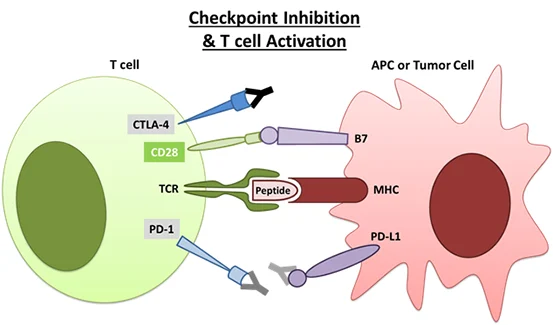 Checkpoint Inhibition
& T cell Activation
T cell
APC or Tumor Cell
CTLA-4
CD28
B7
TCR
Peptide
MHC
PD-1
PD-L1